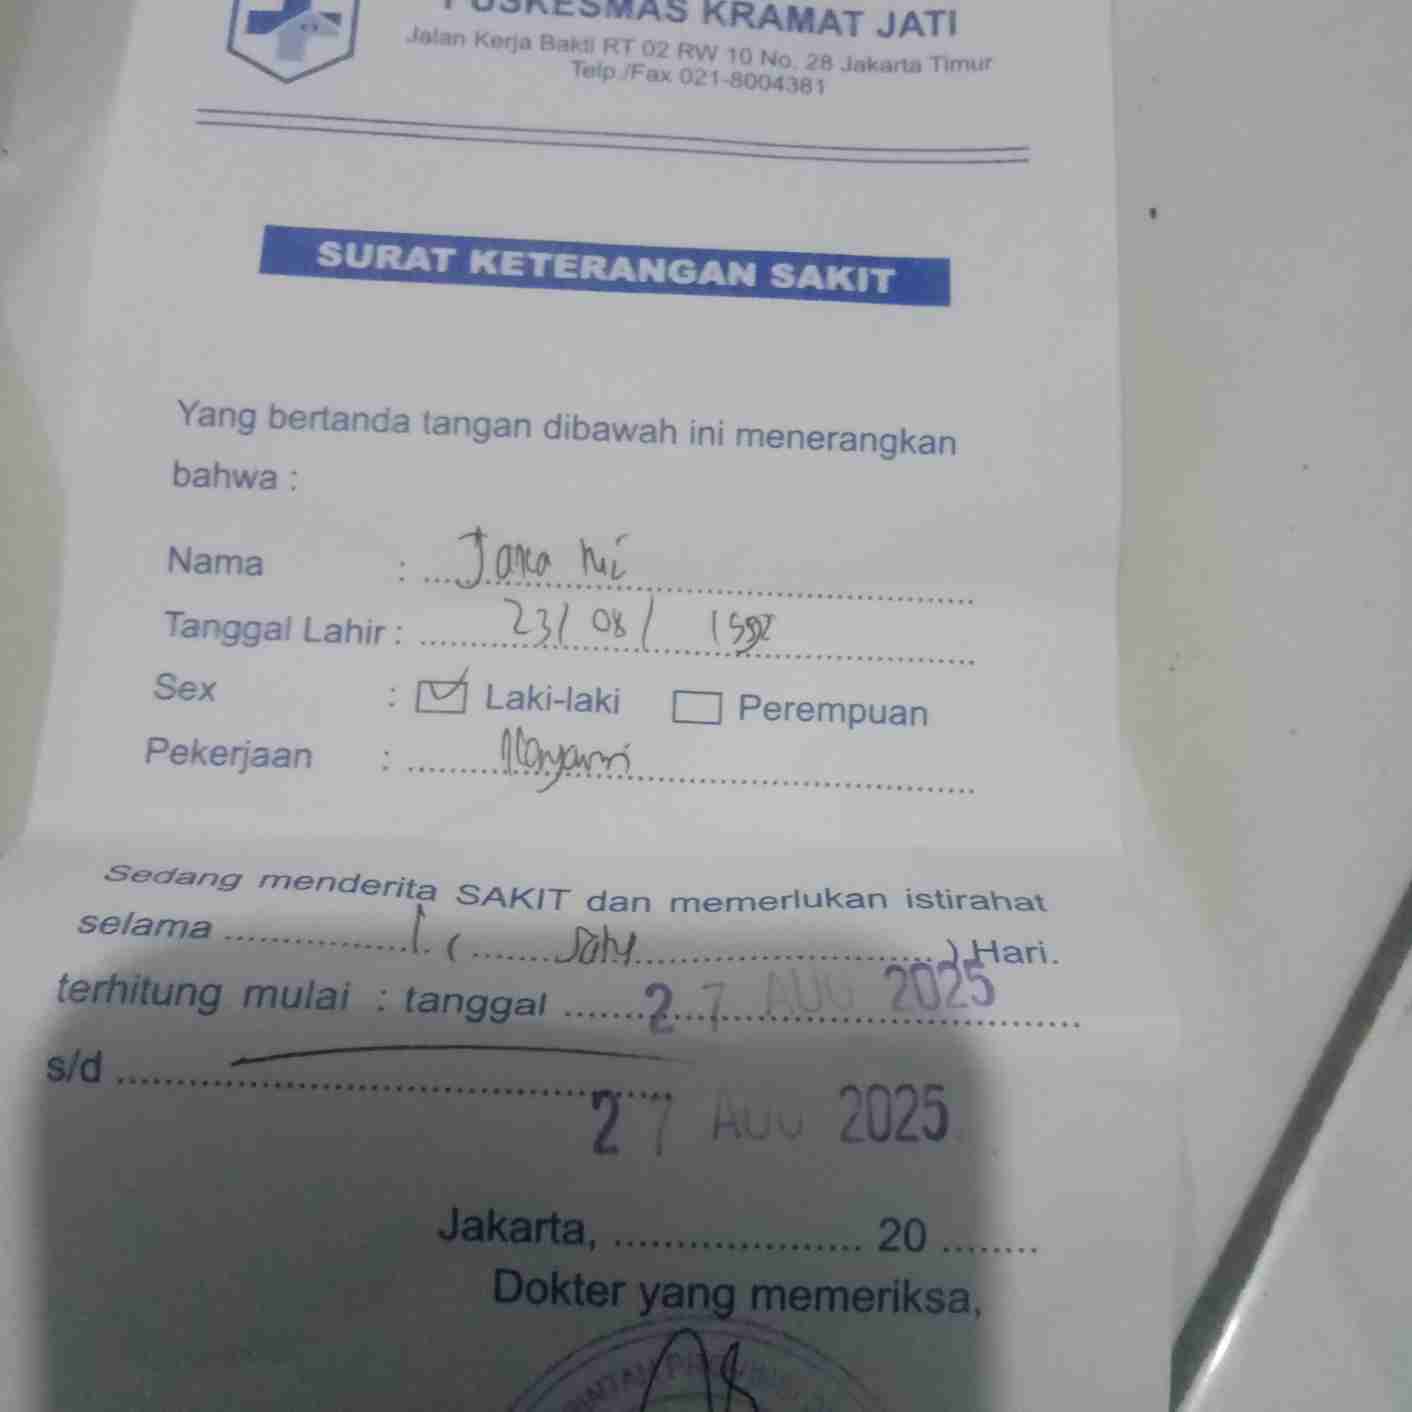 PUSKESMAS KRAMAT JATI
Jalan Kerja Bakti RT 02 RW 10 No. 28 Jakarta Timur
Telp./Fax 021-8004381
SURAT KETERANGAN SAKIT
Yang bertanda tangan dibawah ini menerangkan
bahwa :
Nama : Jaka
Tanggal Lahir : 23/08/
Sex : Laki-laki Perempuan
Pekerjaan :
Sedang menderita SAKIT dan memerlukan istirahat
selama 1 (satu) Hari.
terhitung mulai : tanggal 27 AUG 2025
s/d
27 AUG 2025
Jakarta, .................. 20 ........
Dokter yang memeriksa,